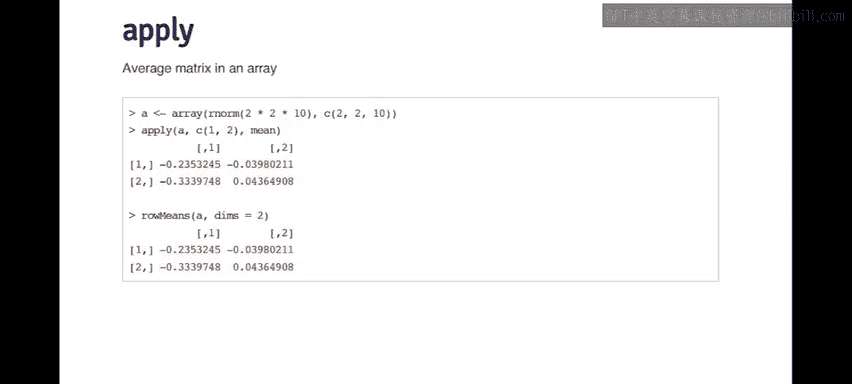 apply
Average matrix in an array
> a <- array(rnorm(2 * 2 * 10), c(2, 2, 10))
> apply(a, c(1, 2), mean)
[,1] [,2]
[1,] -0.2353245 -0.03980211
[2,] -0.3339748 0.04364908
> rowMeans(a, dims = 2)
[,1] [,2]
[1,] -0.2353245 -0.03980211
[2,] -0.3339748 0.04364908